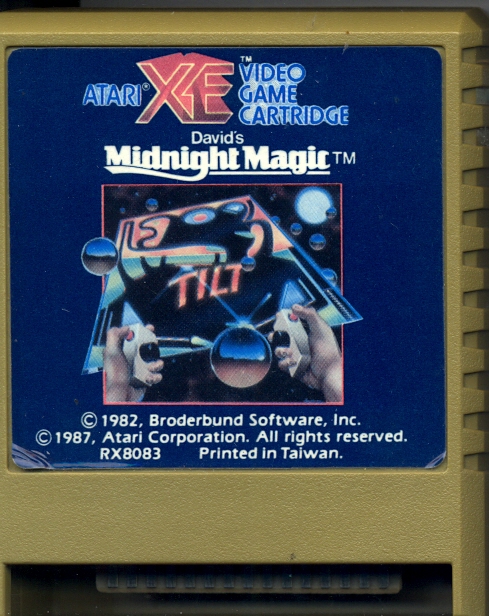 ATARI® XE™ VIDEO
GAME
CARTRIDGE
David's
Midnight Magic™
TILT
© 1982, Broderbund Software, Inc.
© 1987, Atari Corporation. All rights reserved.
RX8083 Printed in Taiwan.